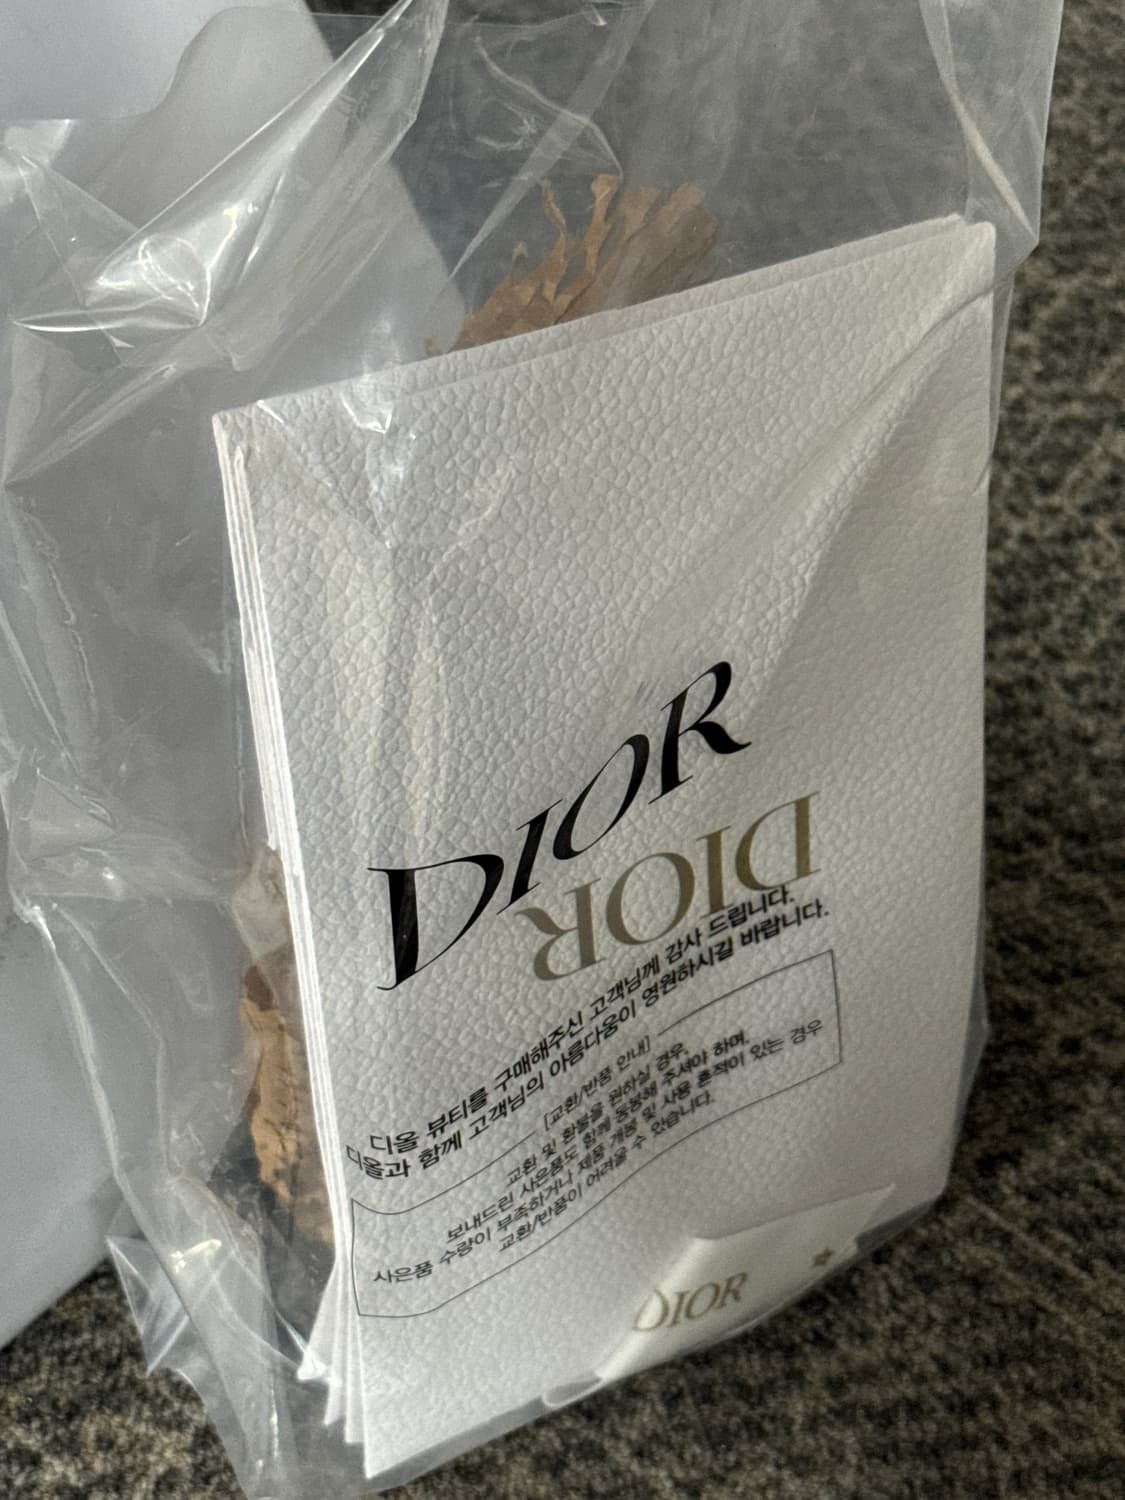 DIOR
DIOR
디올 뷰티를 구매해주신 고객님께 감사 드립니다.
디올과 함께 고객님의 아름다움이 영원하시길 바랍니다.
[교환/반품 안내]
교환 및 환불을 원하실 경우,
보내드린 사은품도 함께 동봉해 주셔야 하며,
사은품 수량이 부족하거나 제품 개봉 및 사용 흔적이 있는 경우
교환/반품이 어려울 수 있습니다.
DIOR